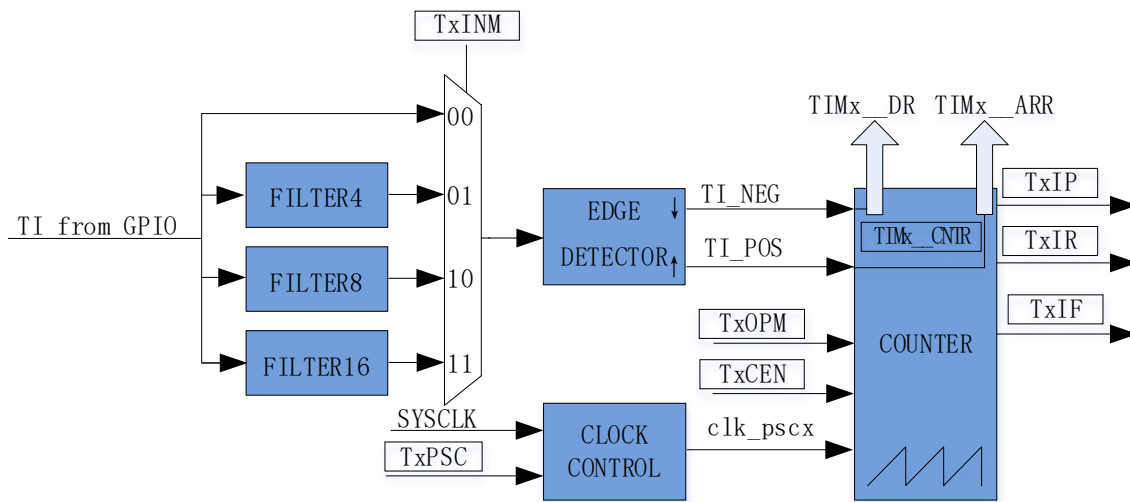 TxINM
TIMx__DR
TIMx__ARR
00
FILTER4
01
TI from GPIO
EDGE ↓
DETECTOR↑
TI_NEG
TI_POS
TIMx__CNTR
TxIP
TxIR
TxIF
FILTER8
10
FILTER16
11
TxOPM
TxCEN
COUNTER
SYSCLK
TxPSC
CLOCK
CONTROL
clk_pscx